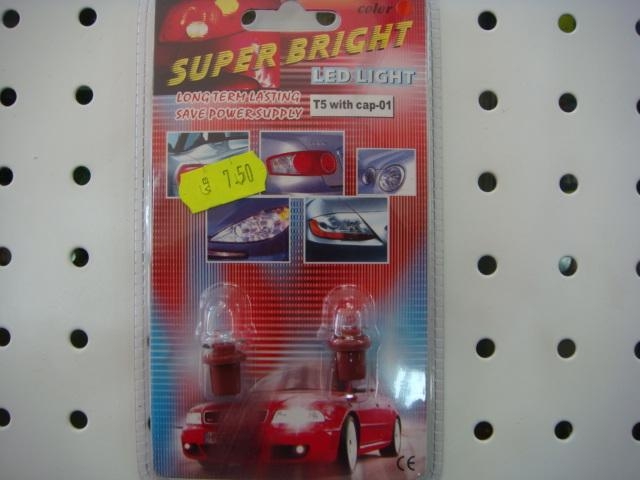 color
SUPER BRIGHT
LED LIGHT
LONG TERM LASTING
SAVE POWER SUPPLY
T5 with cap-01
7.50
CE